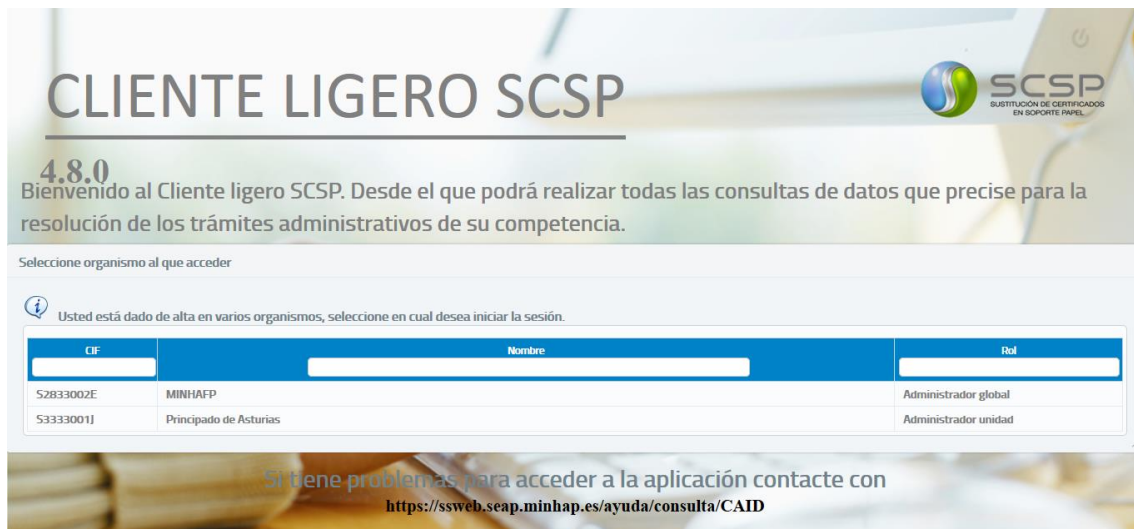 CLIENTE LIGERO SCSP
SCSP
SUSTITUCIÓN DE CERTIFICADOS
EN SOPORTE PAPEL
4.8.0
Bienvenido al Cliente ligero SCSP. Desde el que podrá realizar todas las consultas de datos que precise para la
resolución de los trámites administrativos de su competencia.
Seleccione organismo al que acceder
Usted está dado de alta en varios organismos, seleccione en cual desea iniciar la sesión.
CIF Nombre Rol
S2833002E MINHAFP Administrador global
S3333001J Principado de Asturias Administrador unidad
Si tiene problemas para acceder a la aplicación contacte con
https://ssweb.seap.minhap.es/ayuda/consulta/CAID